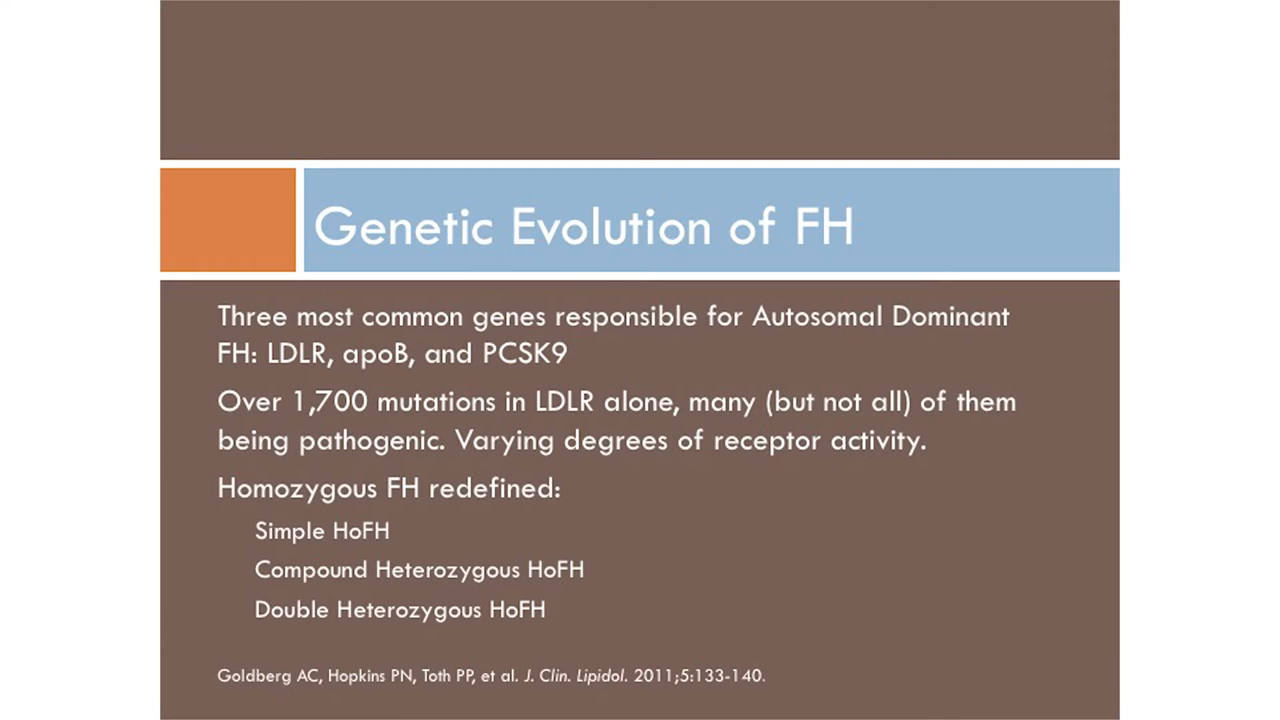 Genetic Evolution of FH
Three most common genes responsible for Autosomal Dominant
FH: LDLR, apoB, and PCSK9
Over 1,700 mutations in LDLR alone, many (but not all) of them
being pathogenic. Varying degrees of receptor activity.
Homozygous FH redefined:
Simple HoFH
Compound Heterozygous HoFH
Double Heterozygous HoFH
Goldberg AC, Hopkins PN, Toth PP, et al. J. Clin. Lipidol. 2011;5:133-140.